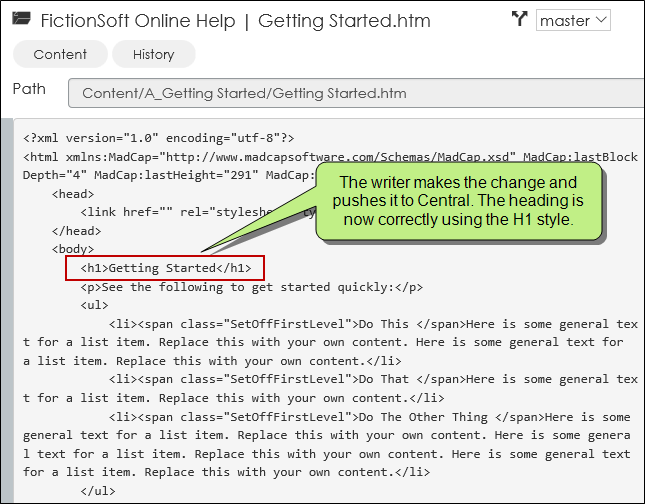 FictionSoft Online Help | Getting Started.htm
master
Content
History
Path
Content/A_Getting Started/Getting Started.htm
<?xml version="1.0" encoding="utf-8"?>
<html xmlns:MadCap="http://www.madcapsoftware.com/Schemas/MadCap.xsd" MadCap:lastBlock
Depth="4" MadCap:lastHeight="291" MadCap
<head>
<link href="" rel="styleshe
</head>
<body>
The writer makes the change and
pushes it to Central. The heading is
now correctly using the H1 style.
<h1>Getting Started</h1>
<p>See the following to get started quickly:</p>
<ul>
<li><span class="SetOffFirstLevel">Do This </span>Here is some general tex
t for a list item. Replace this with your own content. Here is some general text for
a list item. Replace this with your own content.</li>
<li><span class="SetOffFirstLevel">Do That </span>Here is some general tex
t for a list item. Replace this with your own content.</li>
<li><span class="SetOffFirstLevel">Do The Other Thing </span>Here is some
general text for a list item. Replace this with your own content. Here is some genera
l text for a list item. Replace this with your own content. Here is some general text
for a list item. Replace this with your own content.</li>
</ul>